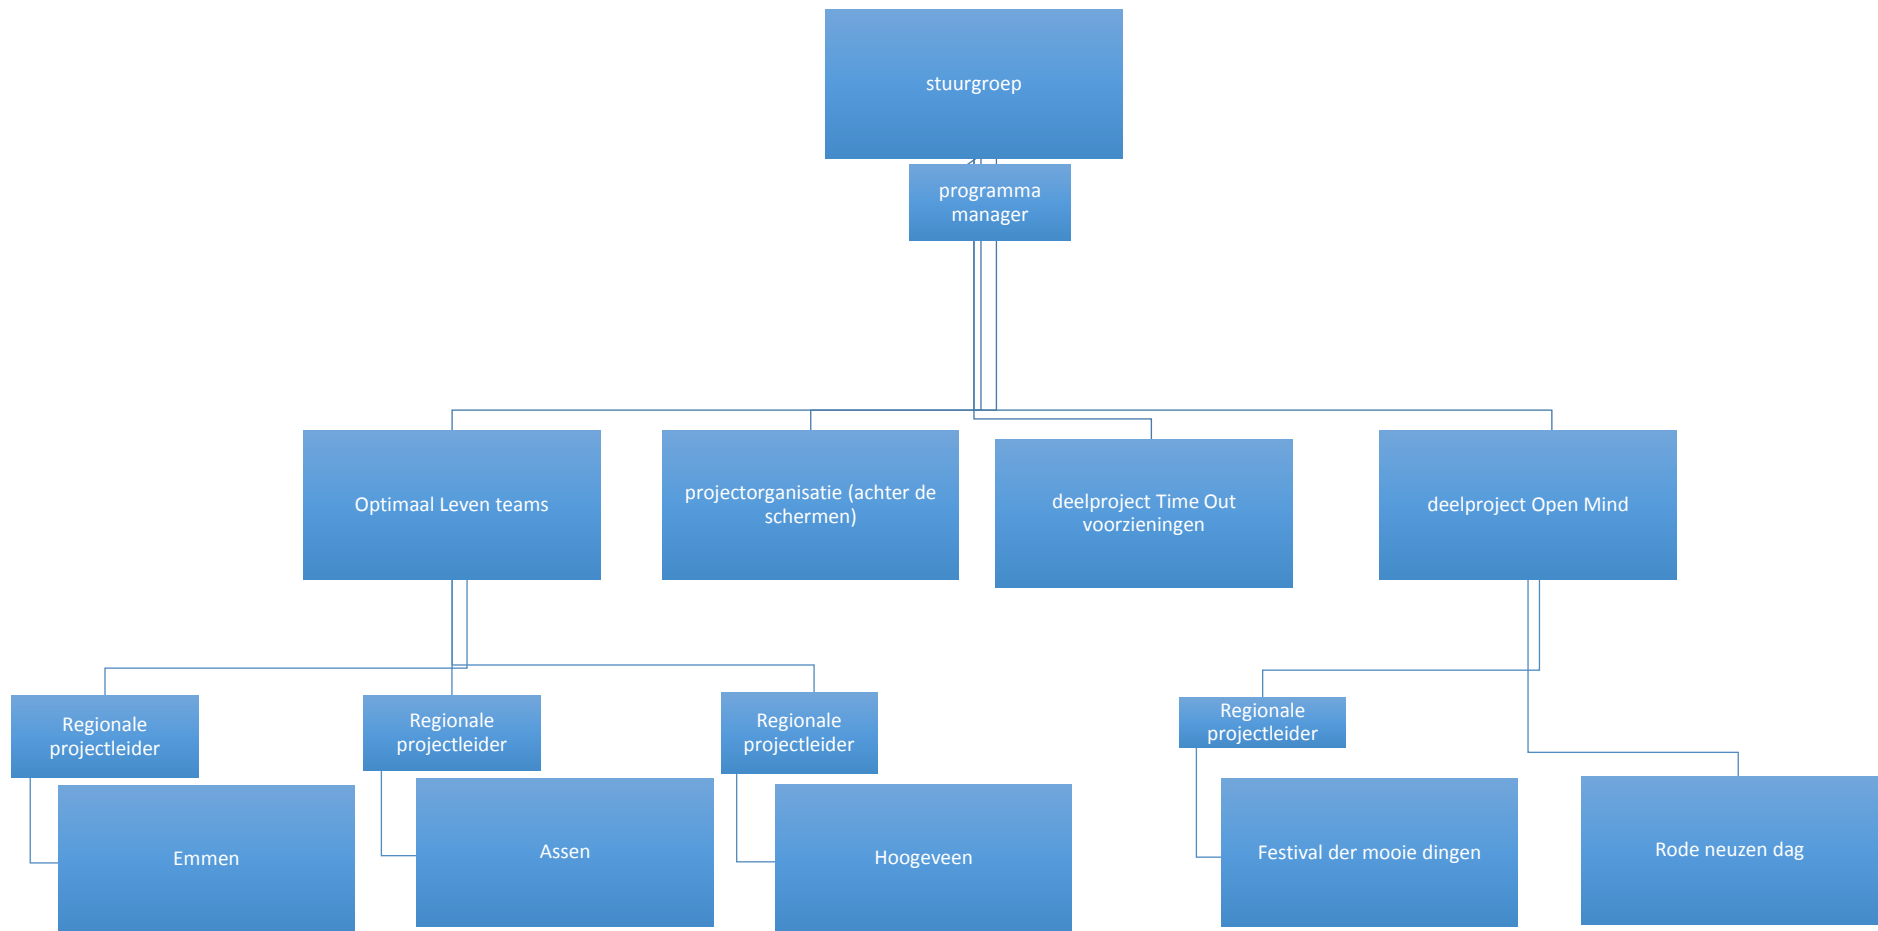 stuurgroep
programma
manager
Optimaal Leven teams
projectorganisatie (achter de
schermen)
deelproject Time Out
voorzieningen
deelproject Open Mind
Regionale
projectleider
Regionale
projectleider
Regionale
projectleider
Regionale
projectleider
Emmen
Assen
Hoogeveen
Festival der mooie dingen
Rode neuzen dag